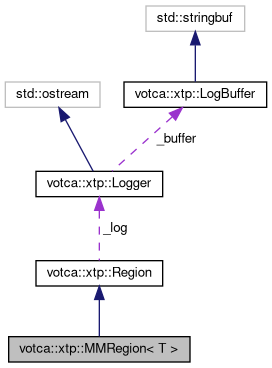 std::stringbuf
std::ostream
votca::xtp::LogBuffer
_buffer
votca::xtp::Logger
_log
votca::xtp::Region
votca::xtp::MMRegion< T >